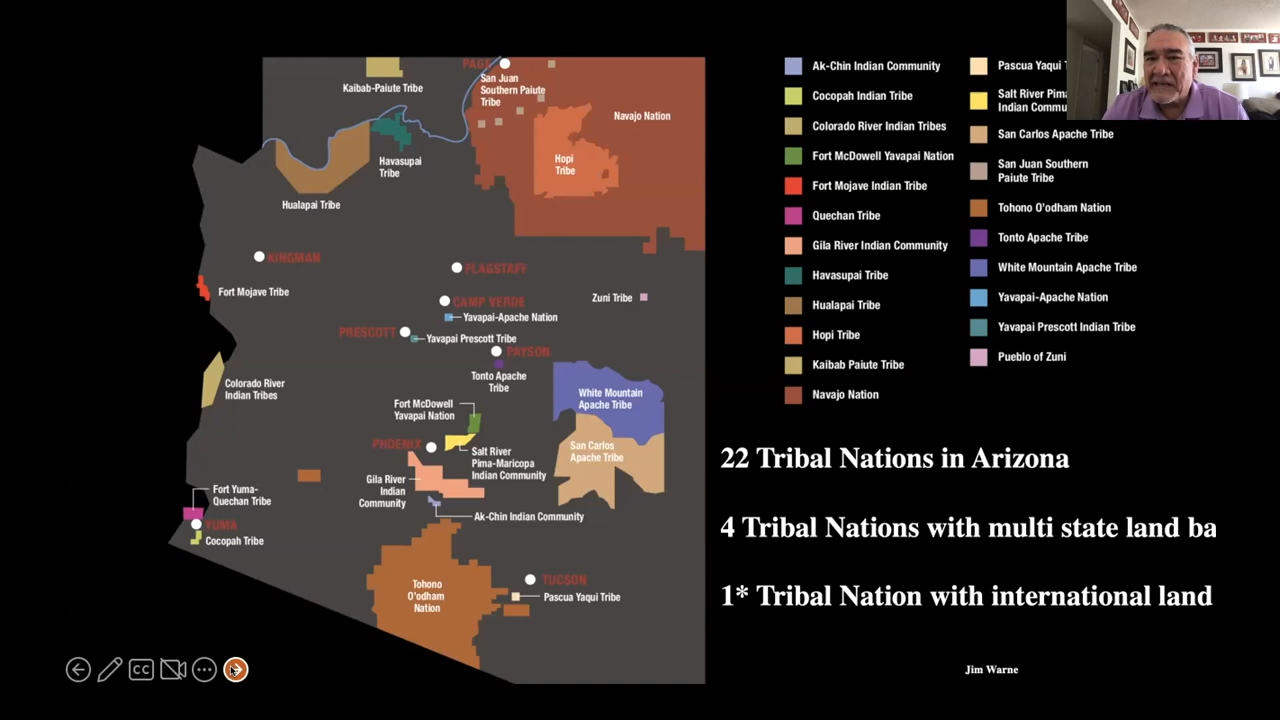 PAGE
San Juan
Southern Paiute
Tribe
Kaibab-Paiute Tribe
Navajo Nation
Havasupai
Tribe
Hopi
Tribe
Hualapai Tribe
KINGMAN
FLAGSTAFF
Fort Mojave Tribe
Zuni Tribe
CAMP VERDE
Yavapai-Apache Nation
PRESCOTT
Yavapai Prescott Tribe
PAYSON
Tonto Apache
Tribe
Colorado River
Indian Tribes
White Mountain
Apache Tribe
Fort McDowell
Yavapai Nation
PHOENIX
Salt River
Pima-Maricopa
Indian Community
San Carlos
Apache Tribe
Gila River
Indian
Community
Fort Yuma-
Quechan Tribe
Ak-Chin Indian Community
YUMA
Cocopah Tribe
Tohono
O'odham
Nation
TUCSON
Pascua Yaqui Tribe
Ak-Chin Indian Community
Cocopah Indian Tribe
Colorado River Indian Tribes
Fort McDowell Yavapai Nation
Fort Mojave Indian Tribe
Quechan Tribe
Gila River Indian Community
Havasupai Tribe
Hualapai Tribe
Hopi Tribe
Kaibab Paiute Tribe
Navajo Nation
Pascua Yaqui T
Salt River Pima
Indian Commu
San Carlos Apache Tribe
San Juan Southern
Paiute Tribe
Tohono O'odham Nation
Tonto Apache Tribe
White Mountain Apache Tribe
Yavapai-Apache Nation
Yavapai Prescott Indian Tribe
Pueblo of Zuni
22 Tribal Nations in Arizona
4 Tribal Nations with multi state land ba
1* Tribal Nation with international land
Jim Warne
CC